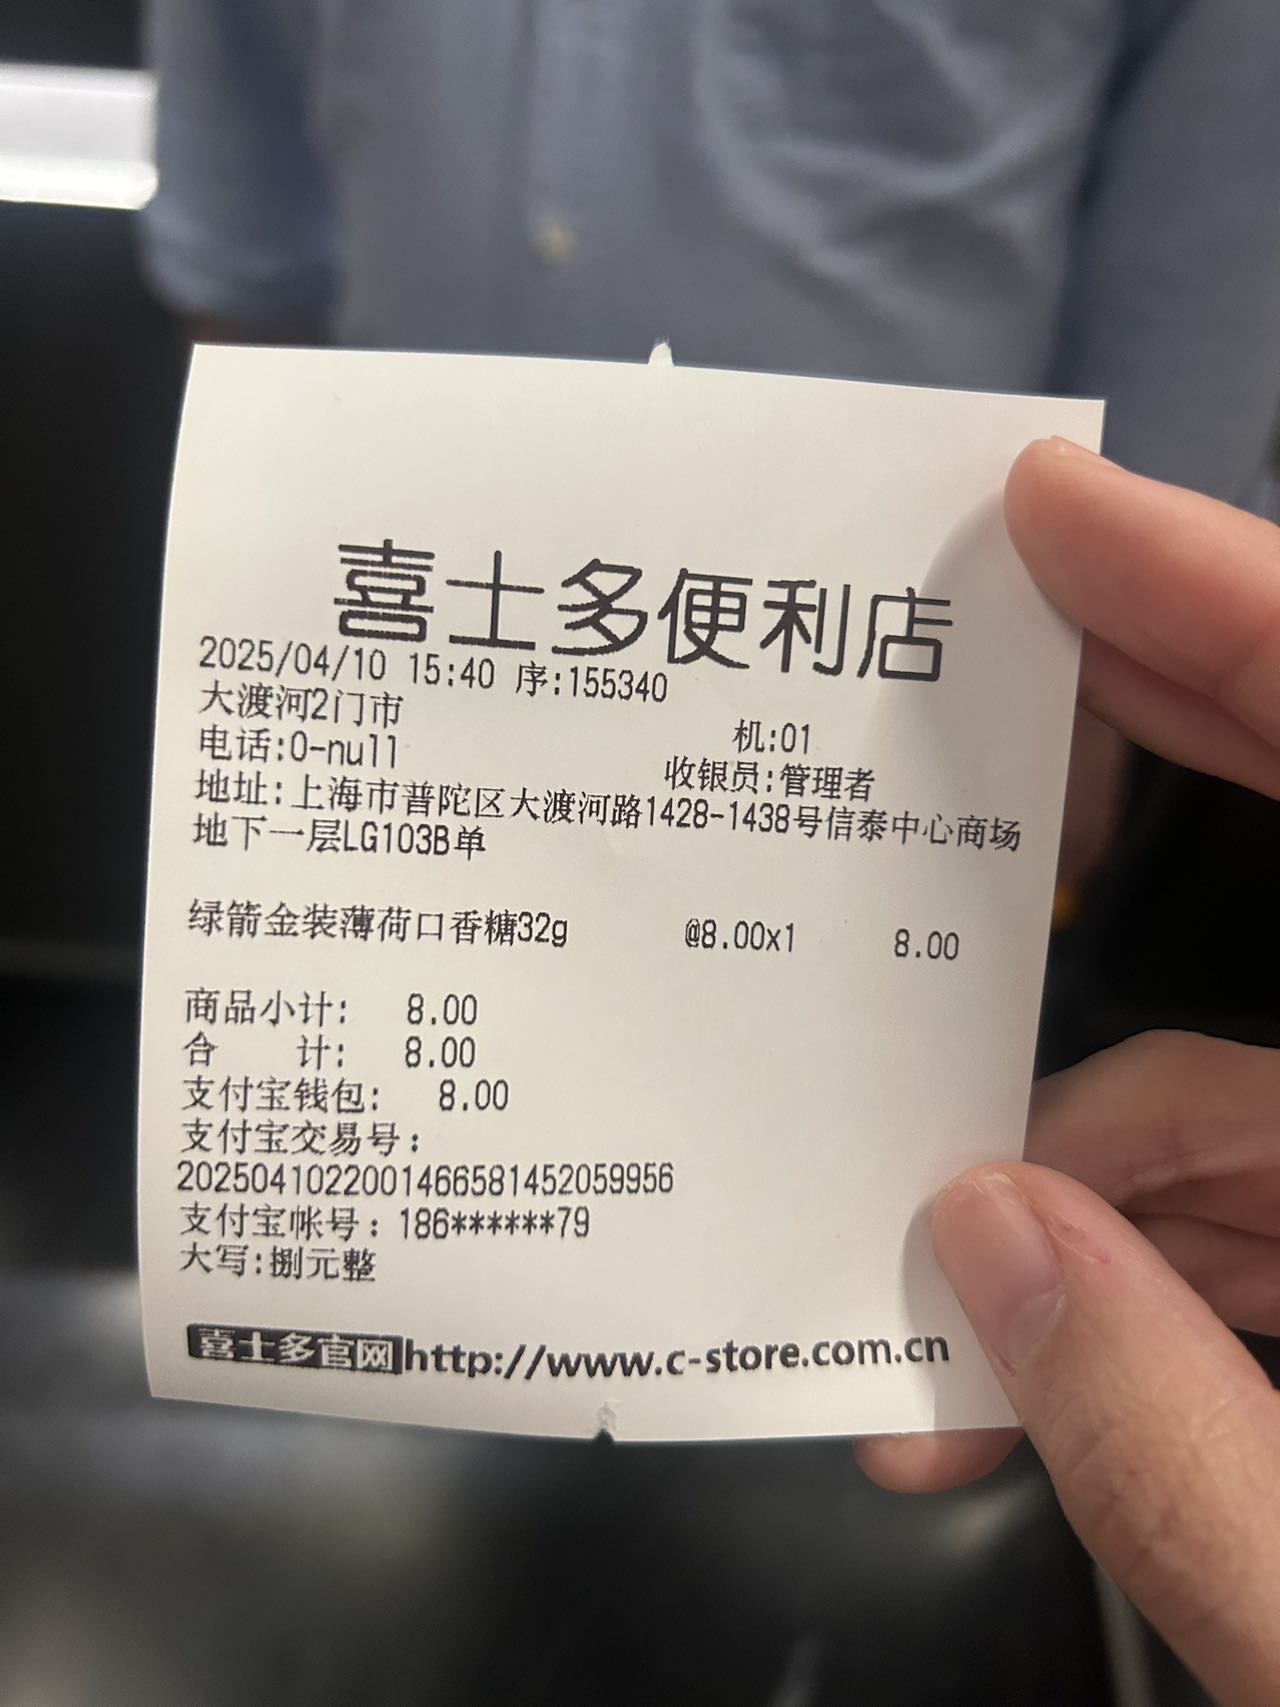 喜士多便利店
2025/04/10 15:40 序:155340
大渡河2门市 机:01
电话:0-null 收银员:管理者
地址:上海市普陀区大渡河路1428-1438号信泰中心商场
地下一层LG103B单
绿箭金装薄荷口香糖32g @8.00x1 8.00
商品小计: 8.00
合 计: 8.00
支付宝钱包: 8.00
支付宝交易号:
2025041022001466581452059956
支付宝帐号:186******79
大写:捌元整
喜士多官网http://www.c-store.com.cn